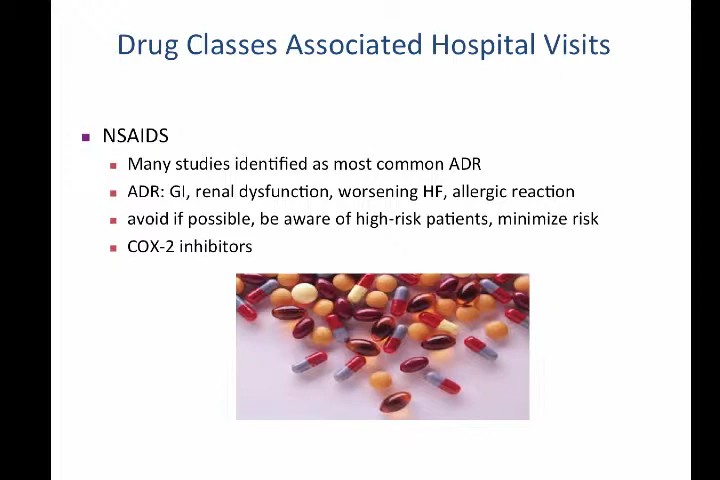 Drug Classes Associated Hospital Visits
NSAIDS
Many studies identified as most common ADR
ADR: GI, renal dysfunction, worsening HF, allergic reaction
avoid if possible, be aware of high-risk patients, minimize risk
COX-2 inhibitors